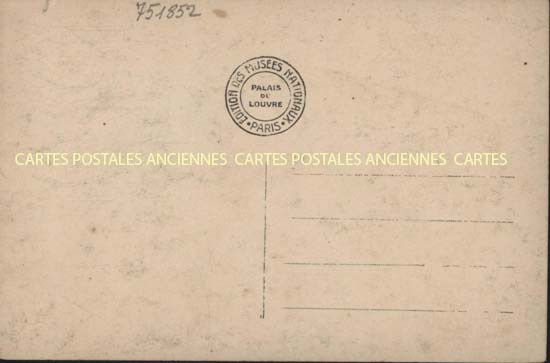 751852
ÉDITION DES MUSÉES NATIONAUX
PALAIS
DU
LOUVRE
• PARIS •
CARTES POSTALES ANCIENNES CARTES POSTALES ANCIENNES CARTES